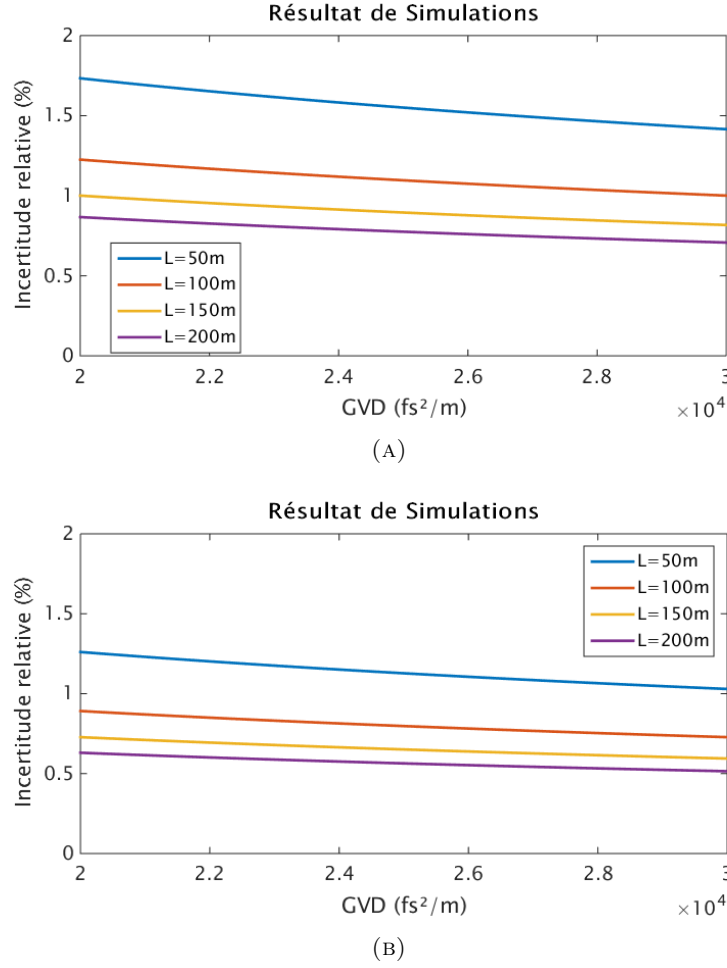 Résultat de Simulations
2
1.5
1
0.5
0
Incertitude relative (%)
L=50m
L=100m
L=150m
L=200m
2 2.2 2.4 2.6 2.8 3
GVD (fs²/m)
×10⁴
(A)
Résultat de Simulations
2
1.5
1
0.5
0
Incertitude relative (%)
L=50m
L=100m
L=150m
L=200m
2 2.2 2.4 2.6 2.8 3
GVD (fs²/m)
×10⁴
(B)